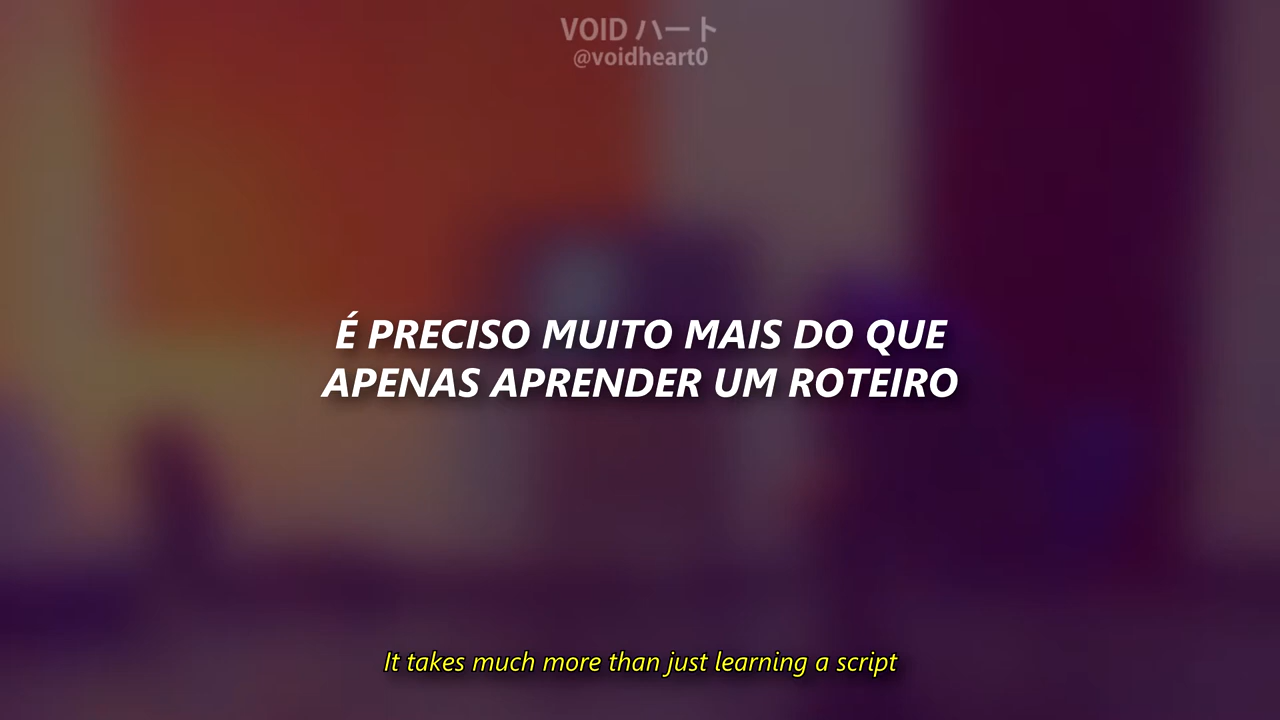 VOID ハート
@voidheart0
É PRECISO MUITO MAIS DO QUE
APENAS APRENDER UM ROTEIRO
It takes much more than just learning a script